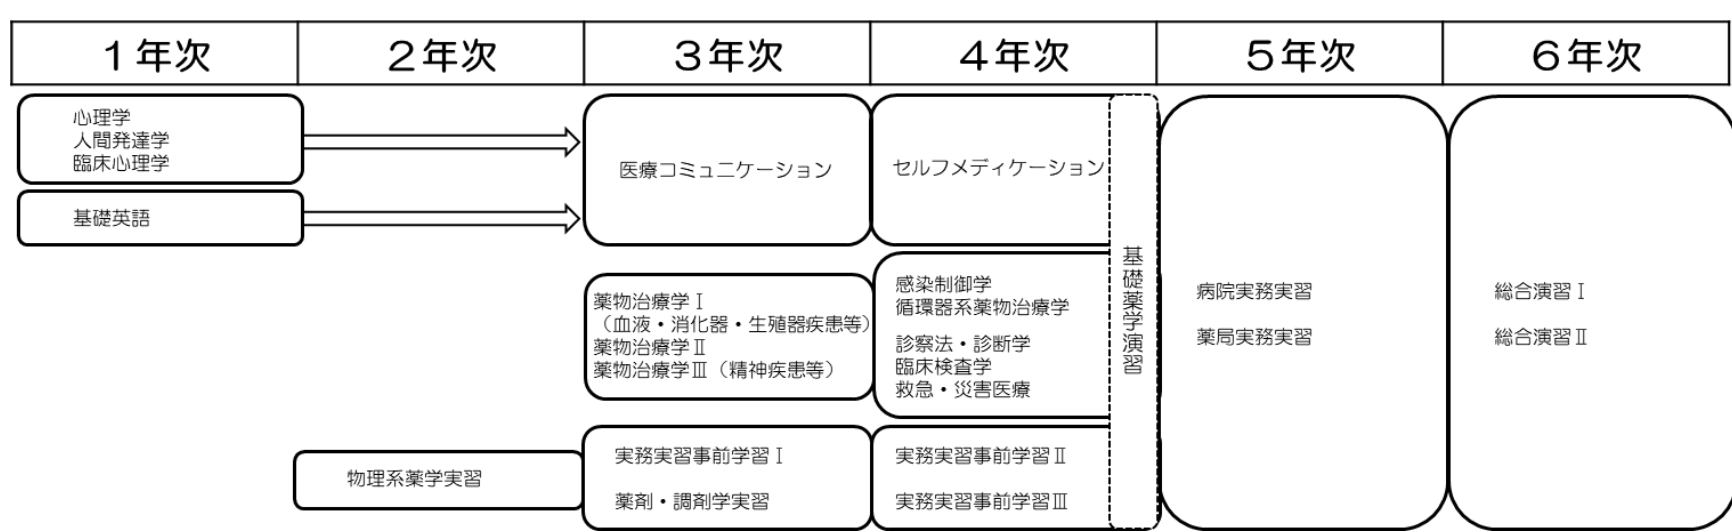 1年次 2年次 3年次 4年次 5年次 6年次
心理学
人間発達学
臨床心理学
基礎英語
医療コミュニケーション
セルフメディケーション
薬物治療学Ⅰ
（血液・消化器・生殖器疾患等）
薬物治療学Ⅱ
薬物治療学Ⅲ（精神疾患等）
感染制御学
循環器系薬物治療学
診察法・診断学
臨床検査学
救急・災害医療
物理系薬学実習
実務実習事前学習Ⅰ
薬剤・調剤学実習
実務実習事前学習Ⅱ
実務実習事前学習Ⅲ
基礎薬学演習
病院実務実習
薬局実務実習
総合演習Ⅰ
総合演習Ⅱ